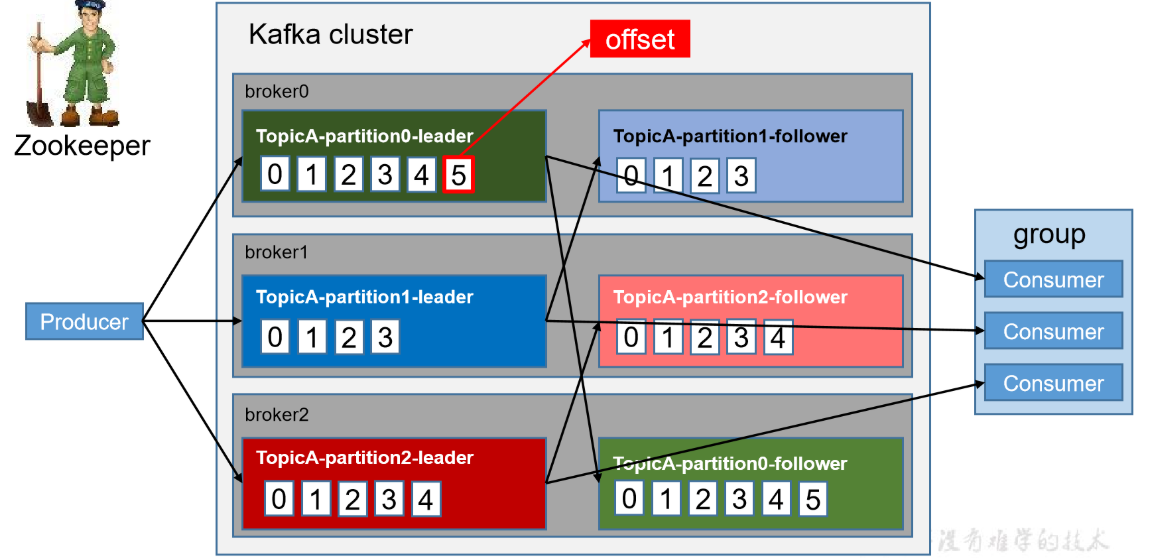 Kafka cluster
offset
Zookeeper
broker0
TopicA-partition0-leader
0 1 2 3 4 5
TopicA-partition1-follower
0 1 2 3
broker1
TopicA-partition1-leader
0 1 2 3
TopicA-partition2-follower
0 1 2 3 4
broker2
TopicA-partition2-leader
0 1 2 3 4
TopicA-partition0-follower
0 1 2 3 4 5
Producer
group
Consumer
Consumer
Consumer
没有难学的技术